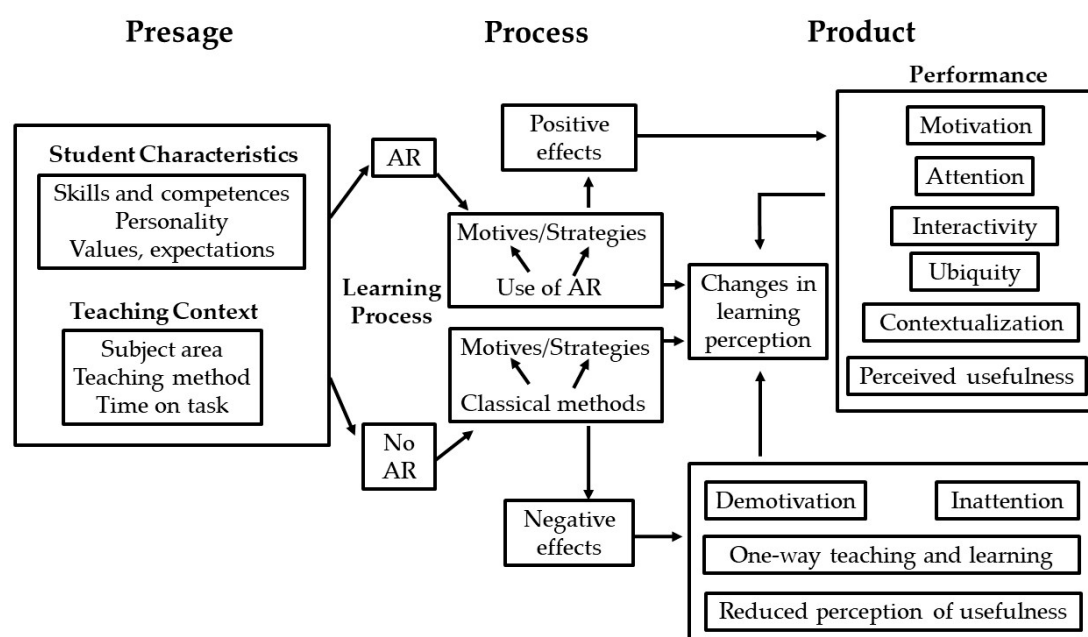 Presage
Process
Product
Student Characteristics
Skills and competences
Personality
Values, expectations
Teaching Context
Subject area
Teaching method
Time on task
AR
Learning
Process
No
AR
Positive
effects
Motives/Strategies
Use of AR
Motives/Strategies
Classical methods
Negative
effects
Changes in
learning
perception
Performance
Motivation
Attention
Interactivity
Ubiquity
Contextualization
Perceived usefulness
Demotivation
Inattention
One-way teaching and learning
Reduced perception of usefulness